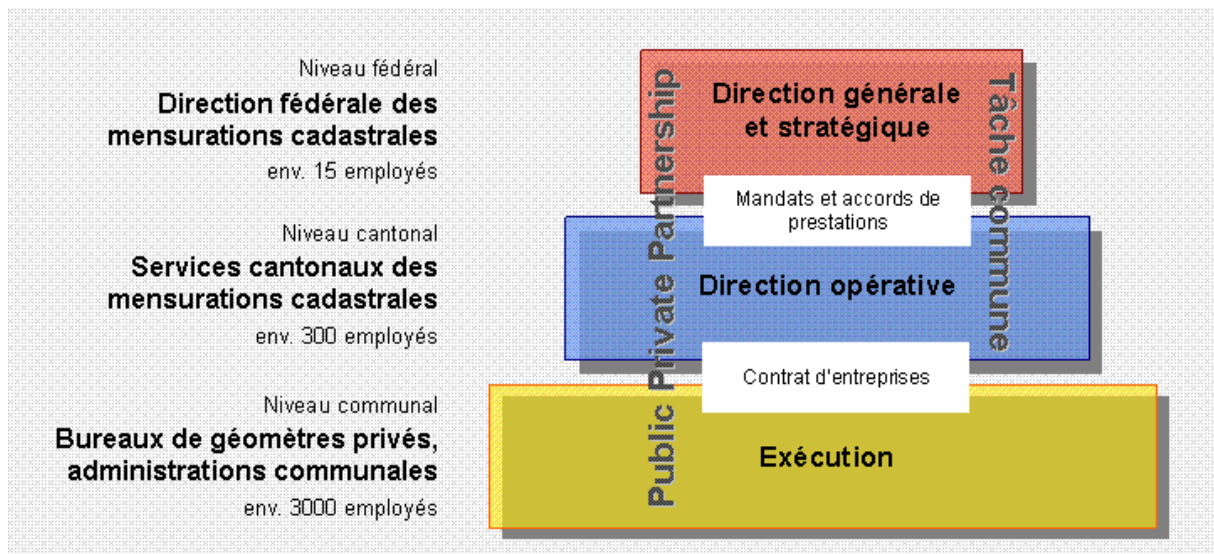 Niveau fédéral
Direction fédérale des
mensurations cadastrales
env. 15 employés
Direction générale
et stratégique
Mandats et accords de
prestations
Niveau cantonal
Services cantonaux des
mensurations cadastrales
env. 300 employés
Direction opérative
Contrat d'entreprises
Niveau communal
Bureaux de géomètres privés,
administrations communales
env. 3000 employés
Exécution
Public Private Partnership
Tâche commune